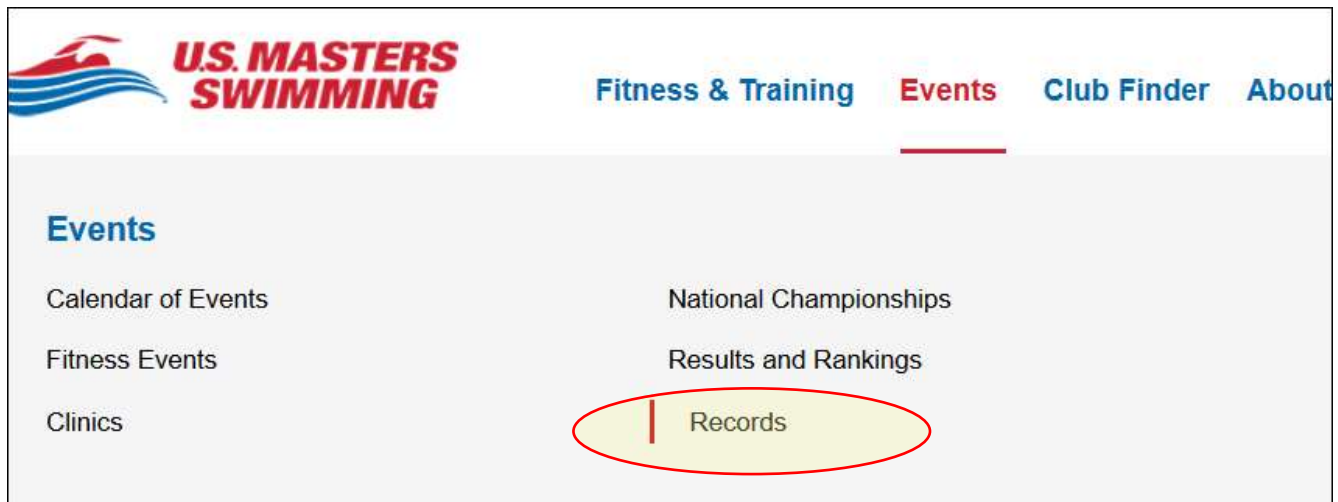 U.S. MASTERS
SWIMMING
Fitness & Training Events Club Finder About
Events
Calendar of Events National Championships
Fitness Events Results and Rankings
Clinics Records